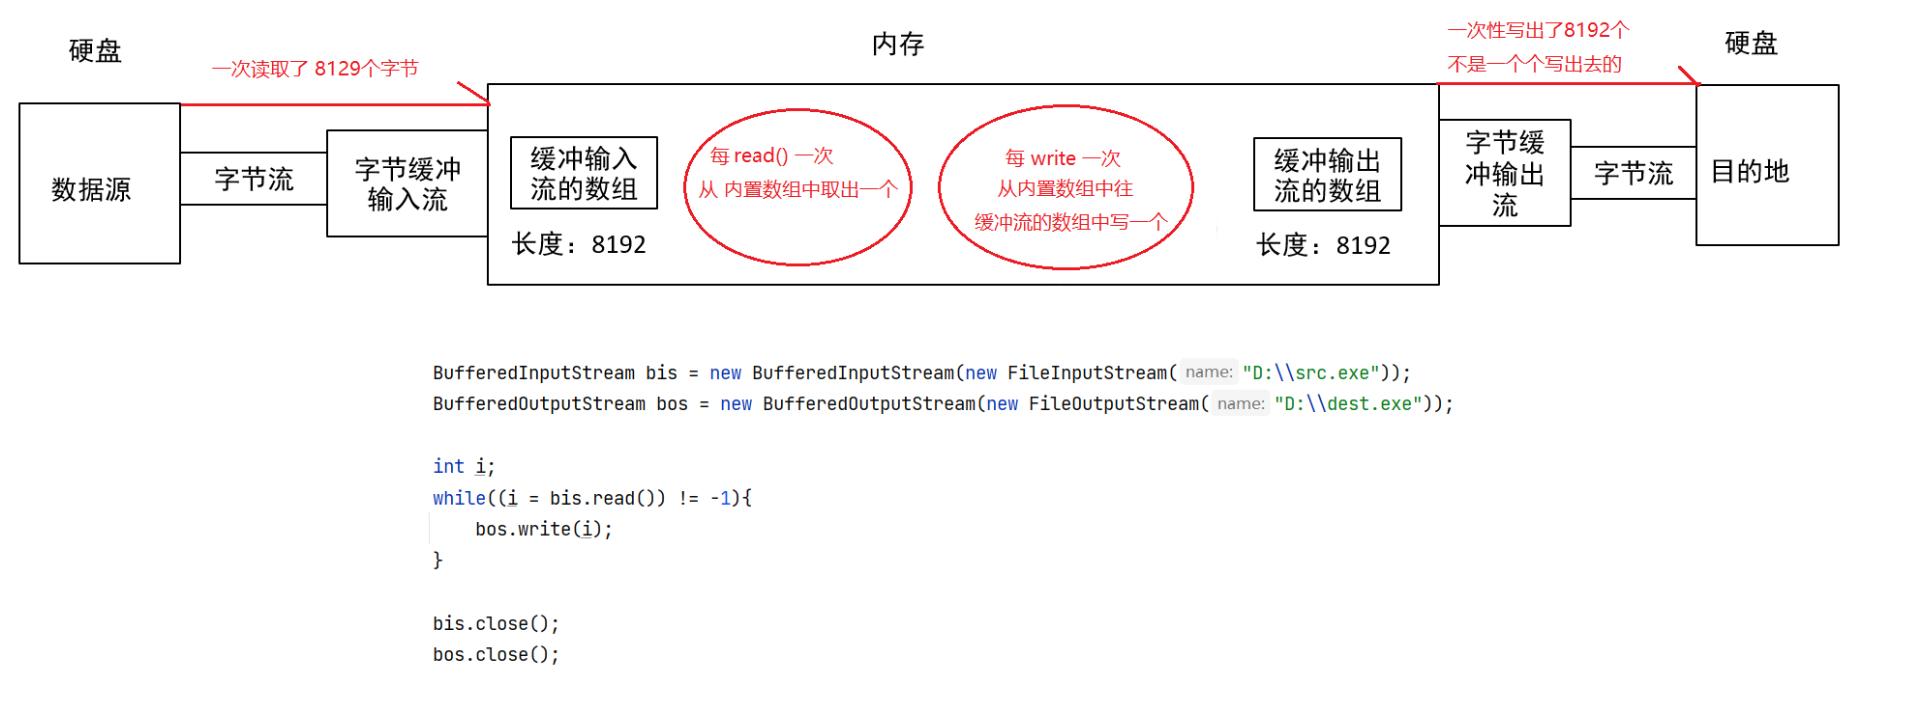 硬盘
内存
硬盘
一次读取了 8129个字节
一次性写出了8192个
不是一个个写出去的
数据源
字节流
字节缓冲
输入流
缓冲输入
流的数组
长度：8192
每 read() 一次
从 内置数组中取出一个
每 write 一次
从内置数组中往
缓冲流的数组中写一个
缓冲输出
流的数组
长度：8192
字节缓
冲输出
流
字节流
目的地
BufferedInputStream bis = new BufferedInputStream(new FileInputStream( name: "D:\\src.exe"));
BufferedOutputStream bos = new BufferedOutputStream(new FileOutputStream( name: "D:\\dest.exe"));
int i;
while((i = bis.read()) != -1){
    bos.write(i);
}
bis.close();
bos.close();